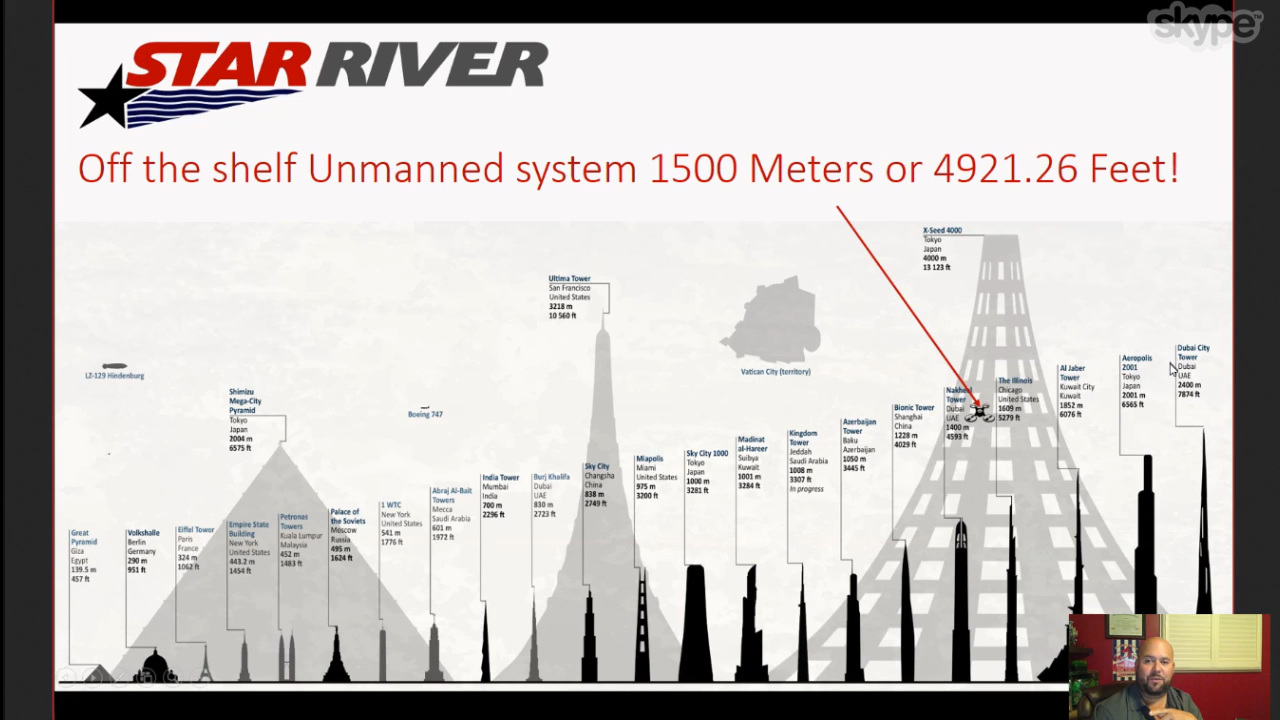 skype™
STAR RIVER
Off the shelf Unmanned system 1500 Meters or 4921.26 Feet!
X-Seed 4000
Tokyo
Japan
4000 m
13 123 ft
Ultima Tower
San Francisco
United States
3218 m
10 560 ft
Vatican City (territory)
LZ-129 Hindenburg
Boeing 747
Shimizu
Mega-City
Pyramid
Tokyo
Japan
2004 m
6575 ft
Great
Pyramid
Giza
Egypt
139.5 m
457 ft
Volkshalle
Berlin
Germany
290 m
951 ft
Eiffel Tower
Paris
France
324 m
1062 ft
Empire State
Building
New York
United States
443.2 m
1454 ft
Petronas
Towers
Kuala Lumpur
Malaysia
452 m
1483 ft
Palace of
the Soviets
Moscow
Russia
495 m
1624 ft
1 WTC
New York
United States
541 m
1776 ft
Abraj Al-Bait
Towers
Mecca
Saudi Arabia
601 m
1972 ft
India Tower
Mumbai
India
700 m
2296 ft
Burj Khalifa
Dubai
UAE
830 m
2723 ft
Sky City
Changsha
China
838 m
2749 ft
Miapolis
Miami
United States
975 m
3200 ft
Sky City 1000
Tokyo
Japan
1000 m
3281 ft
Madinat
al-Hareer
Subya
Kuwait
1001 m
3284 ft
Kingdom
Tower
Jeddah
Saudi Arabia
1008 m
3307 ft
In progress
Azerbaijan
Tower
Baku
Azerbaijan
1050 m
3445 ft
Bionic Tower
Shanghai
China
1228 m
4029 ft
Nakheel
Tower
Dubai
UAE
1400 m
4593 ft
The Illinois
Chicago
United States
1609 m
5279 ft
Al Jaber
Tower
Kuwait City
Kuwait
1852 m
6076 ft
Aeropolis
2001
Tokyo
Japan
2001 m
6565 ft
Dubai City
Tower
Dubai
UAE
2400 m
7874 ft